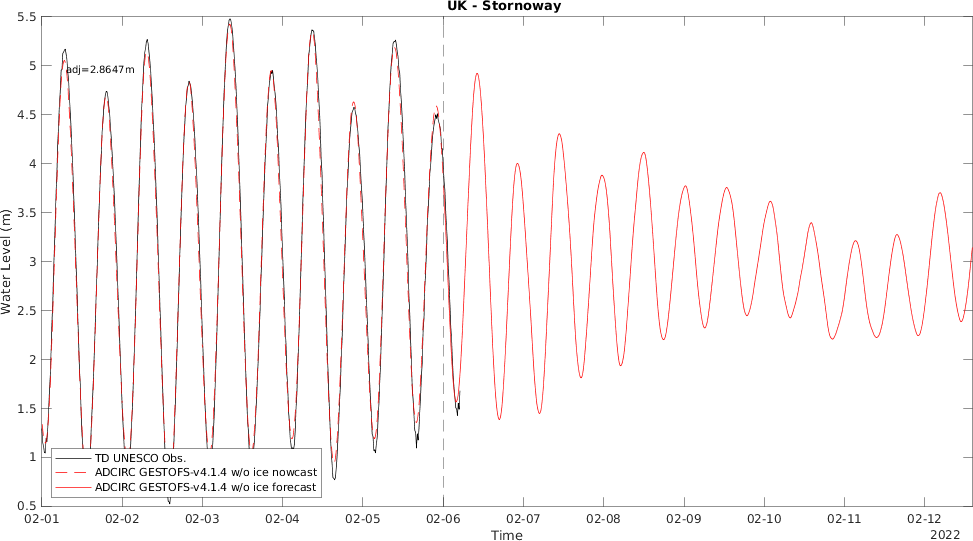 UK - Stornoway
5.5
5
4.5
4
3.5
3
2.5
2
1.5
1
0.5
Water Level (m)
adj=2.8647m
TD UNESCO Obs.
ADCIRC GESTOFS-v4.1.4 w/o ice nowcast
ADCIRC GESTOFS-v4.1.4 w/o ice forecast
02-01 02-02 02-03 02-04 02-05 02-06 02-07 02-08 02-09 02-10 02-11 02-12
2022
Time